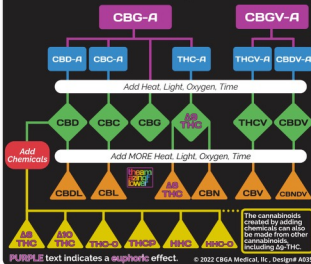 CBG-A CBGV-A
CBD-A CBC-A THC-A THCV-A CBDV-A
Add Heat, Light, Oxygen, Time
CBD CBC CBG Δ9 THC THCV CBDV
Add
Chemicals
Add MORE Heat, Light, Oxygen, Time
CBDL CBL Δ8 THC CBN CBV CBNDV
Δ8 THC Δ10 THC THC-O THCP HHC HHC-O
The cannabinoids
created by adding
chemicals can also
be made from other
cannabinoids,
including Δ9-THC.
PURPLE text indicates a euphoric effect. © 2022 CBGA Medical, llc , Design# A035